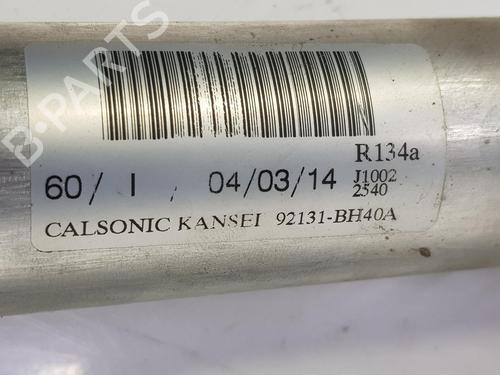 B-PARTS
R134a
60/ I , 04/03/14 J1002
2540
CALSONIC KANSEI 92131-BH40A